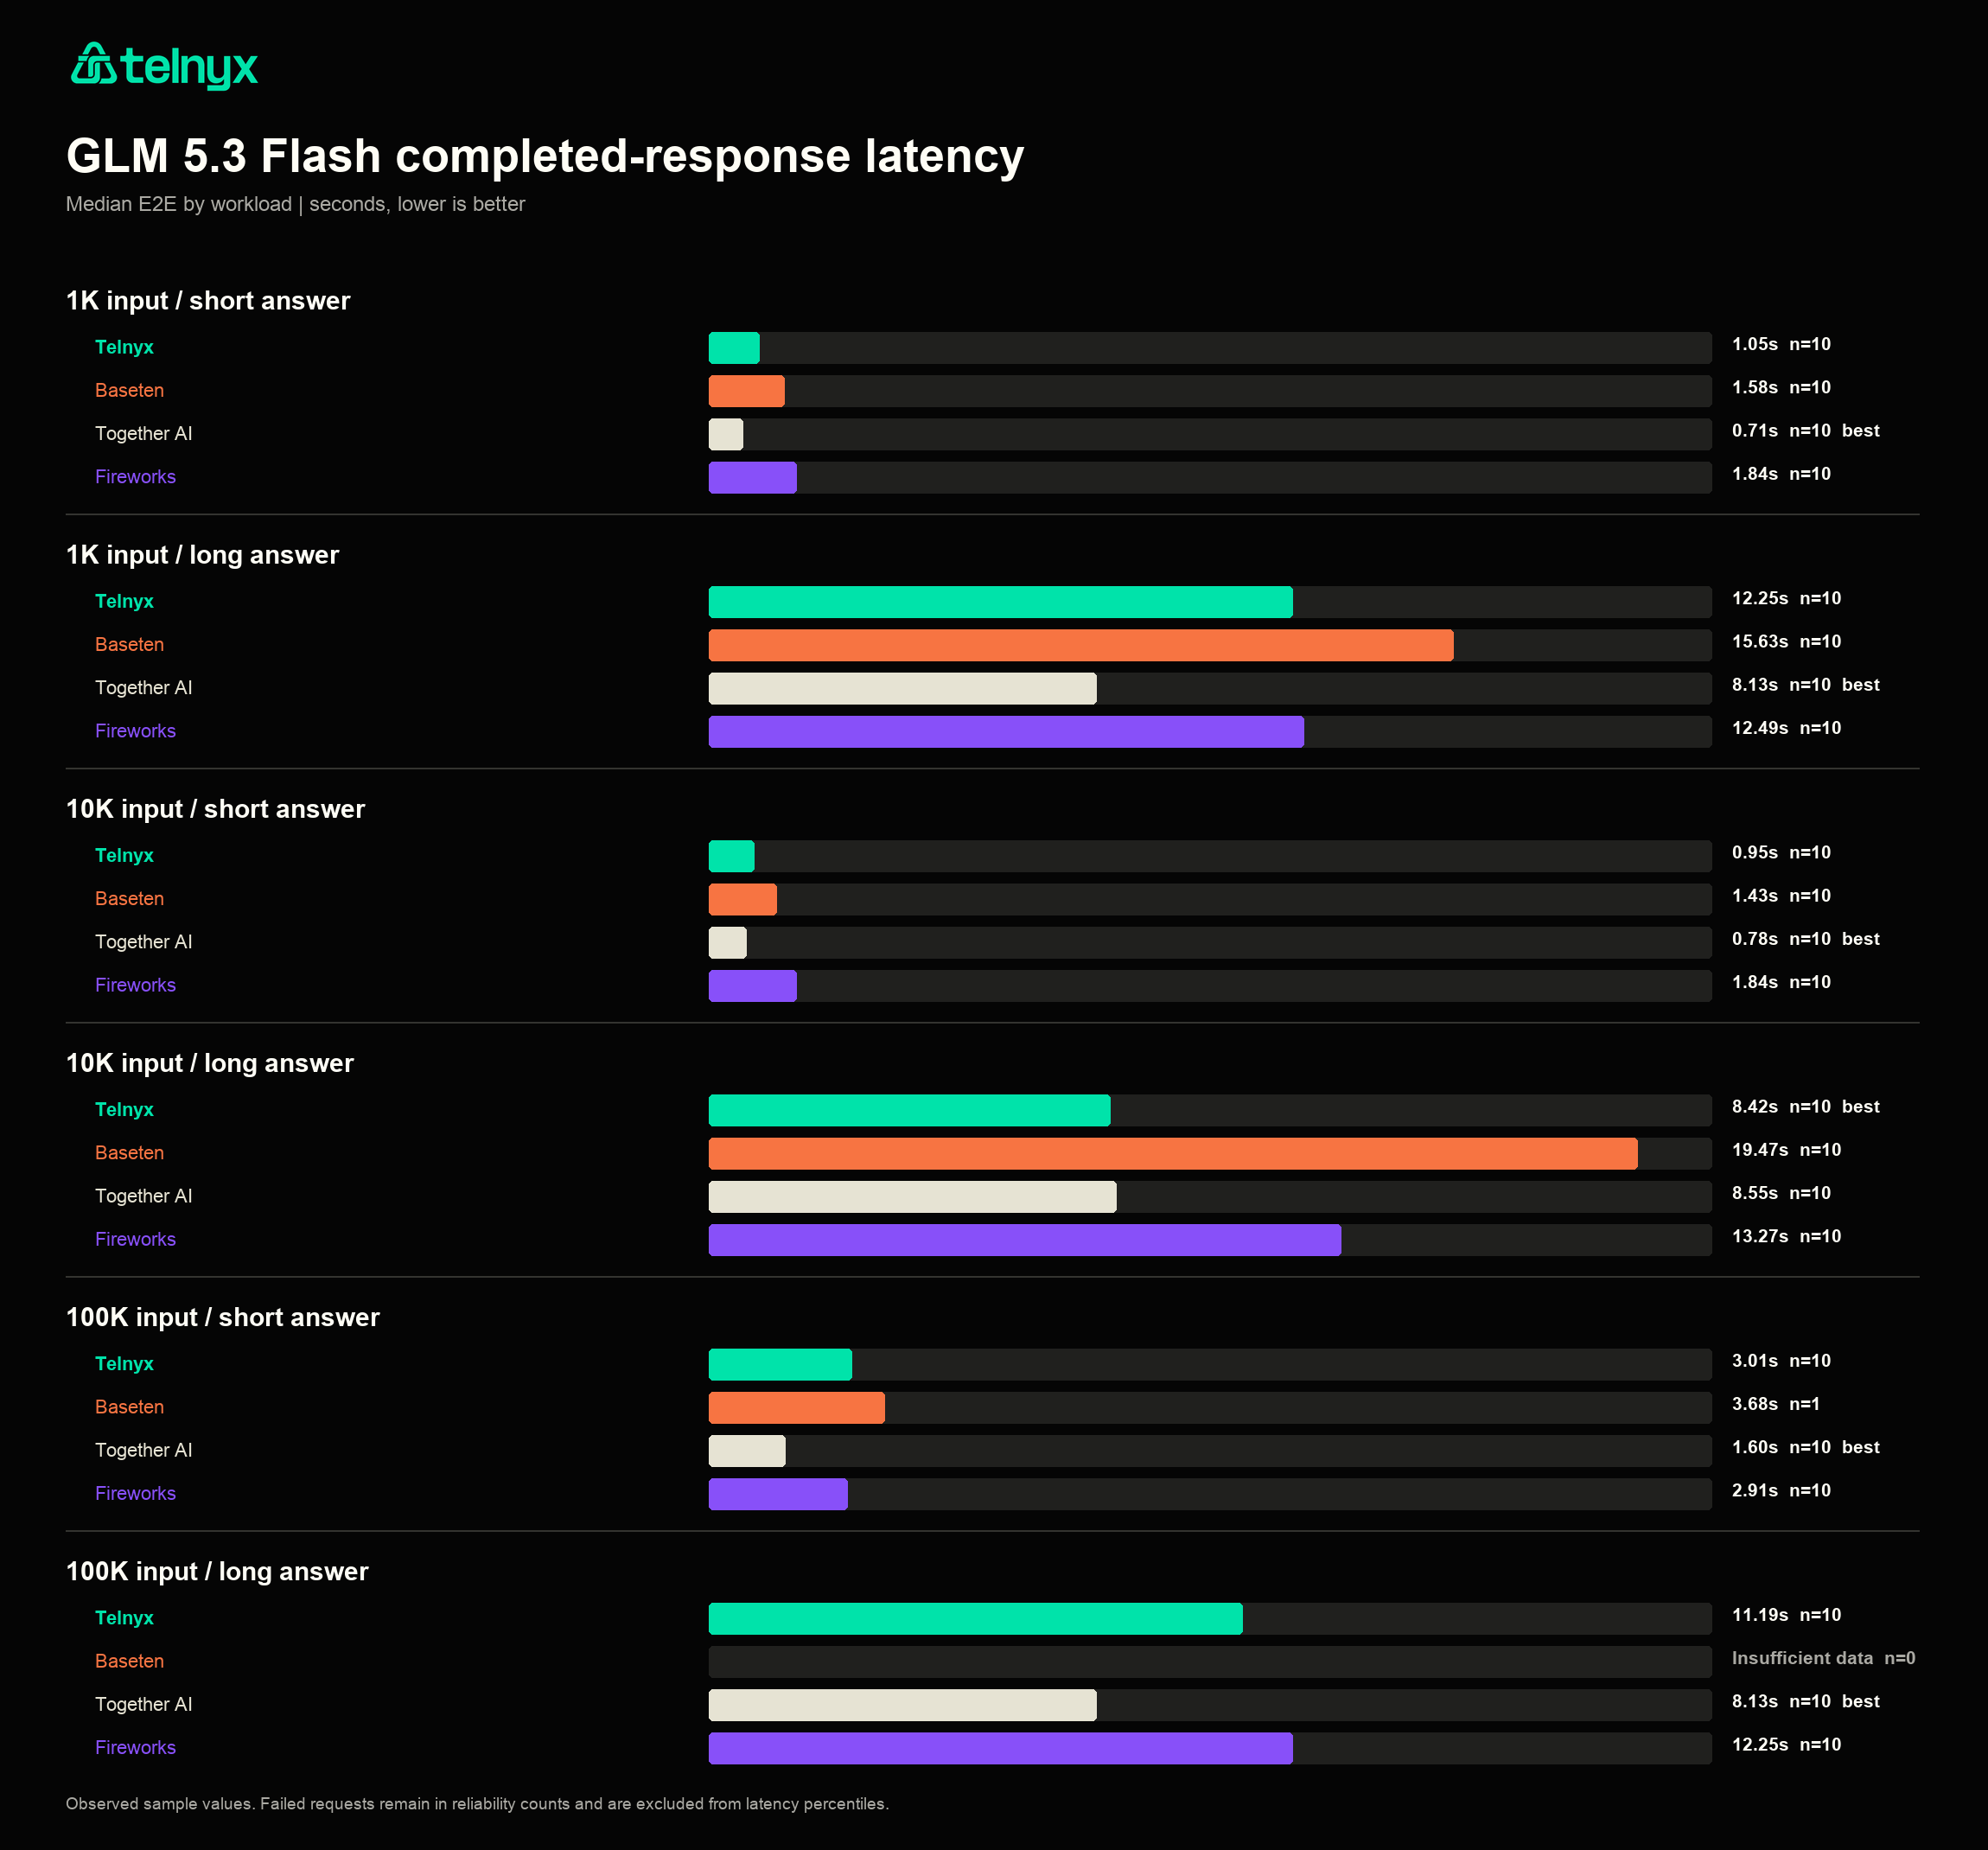 telnyx
GLM 5.3 Flash completed-response latency
Median E2E by workload | seconds, lower is better
1K input / short answer
Telnyx 1.05s n=10
Baseten 1.58s n=10
Together AI 0.71s n=10 best
Fireworks 1.84s n=10
1K input / long answer
Telnyx 12.25s n=10
Baseten 15.63s n=10
Together AI 8.13s n=10 best
Fireworks 12.49s n=10
10K input / short answer
Telnyx 0.95s n=10
Baseten 1.43s n=10
Together AI 0.78s n=10 best
Fireworks 1.84s n=10
10K input / long answer
Telnyx 8.42s n=10 best
Baseten 19.47s n=10
Together AI 8.55s n=10
Fireworks 13.27s n=10
100K input / short answer
Telnyx 3.01s n=10
Baseten 3.68s n=1
Together AI 1.60s n=10 best
Fireworks 2.91s n=10
100K input / long answer
Telnyx 11.19s n=10
Baseten Insufficient data n=0
Together AI 8.13s n=10 best
Fireworks 12.25s n=10
Observed sample values. Failed requests remain in reliability counts and are excluded from latency percentiles.